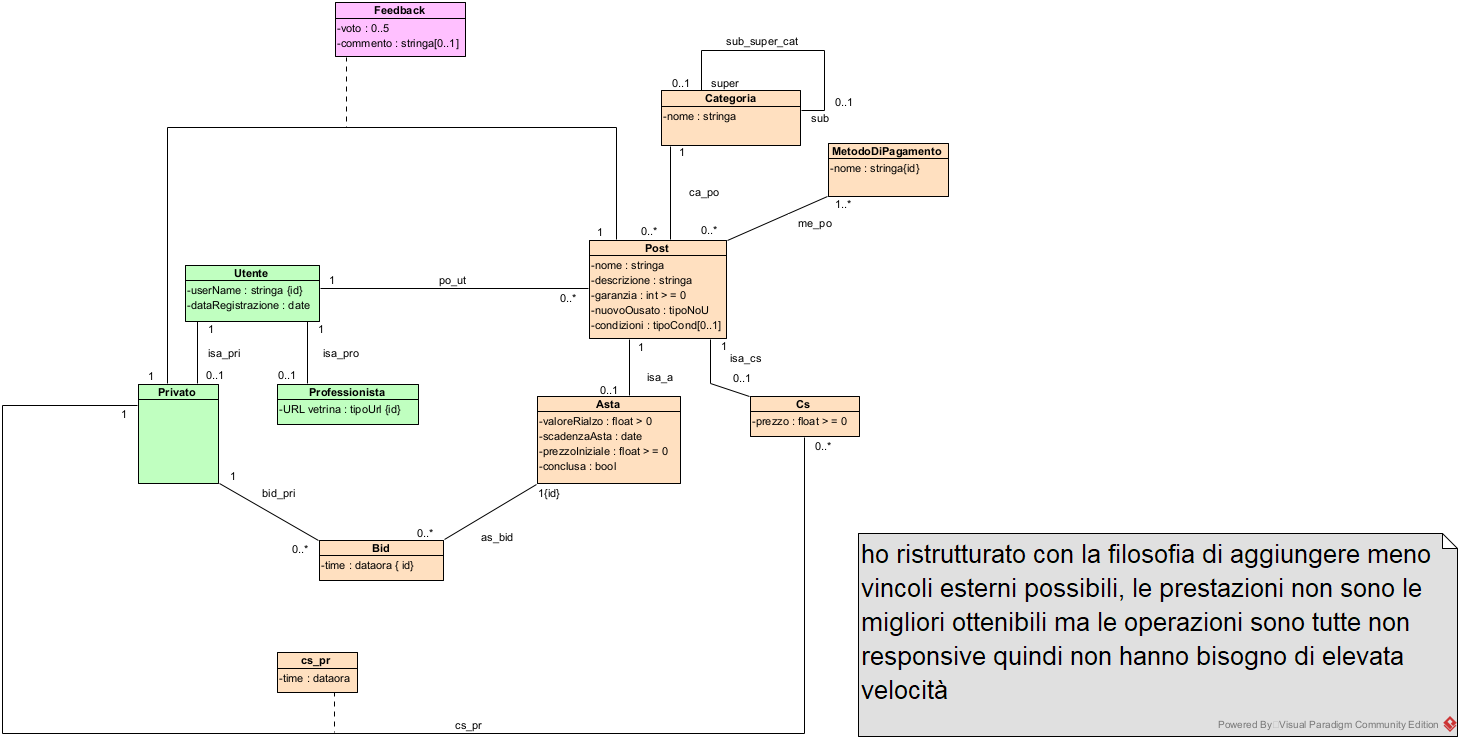 Feedback
-voto : 0..5
-commento : stringa[0..1]
sub_super_cat
0..1
super
Categoria
-nome : stringa
0..1
sub
1
MetodoDiPagamento
-nome : stringa{id}
1..*
ca_po
me_po
1
0..*
0..*
Post
-nome : stringa
-descrizione : stringa
-garanzia : int > = 0
-nuovoOusato : tipoNoU
-condizioni : tipoCond[0..1]
Utente
-userName : stringa {id}
-dataRegistrazione : date
1
po_ut
0..*
1
1
isa_pri
isa_pro
1
0..1
0..1
1
1
isa_cs
isa_a
0..1
0..1
Privato
1
Professionista
-URL vetrina : tipoUrl {id}
Asta
-valoreRialzo : float > 0
-scadenzaAsta : date
-prezzoIniziale : float > = 0
-conclusa : bool
Cs
-prezzo : float > = 0
0..*
1
bid_pri
1{id}
0..*
0..*
as_bid
Bid
-time : dataora { id}
cs_pr
-time : dataora
cs_pr
ho ristrutturato con la filosofia di aggiungere meno
vincoli esterni possibili, le prestazioni non sono le
migliori ottenibili ma le operazioni sono tutte non
responsive quindi non hanno bisogno di elevata
velocità
Powered By Visual Paradigm Community Edition